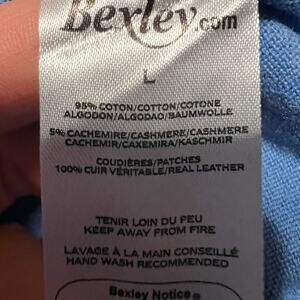 Bexley.com
L
95% COTON/COTTON/COTONE
ALGODON/ALGODAO/BAUMWOLLE
5% CACHEMIRE/CASHMERE/CASHMERE
CACHEMIR/CAXEMIRA/KASCHMIR
COUDIÈRES/PATCHES
100% CUIR VÉRITABLE/REAL LEATHER
TENIR LOIN DU FEU
KEEP AWAY FROM FIRE
LAVAGE À LA MAIN CONSEILLÉ
HAND WASH RECOMMENDED
Bexley Notice